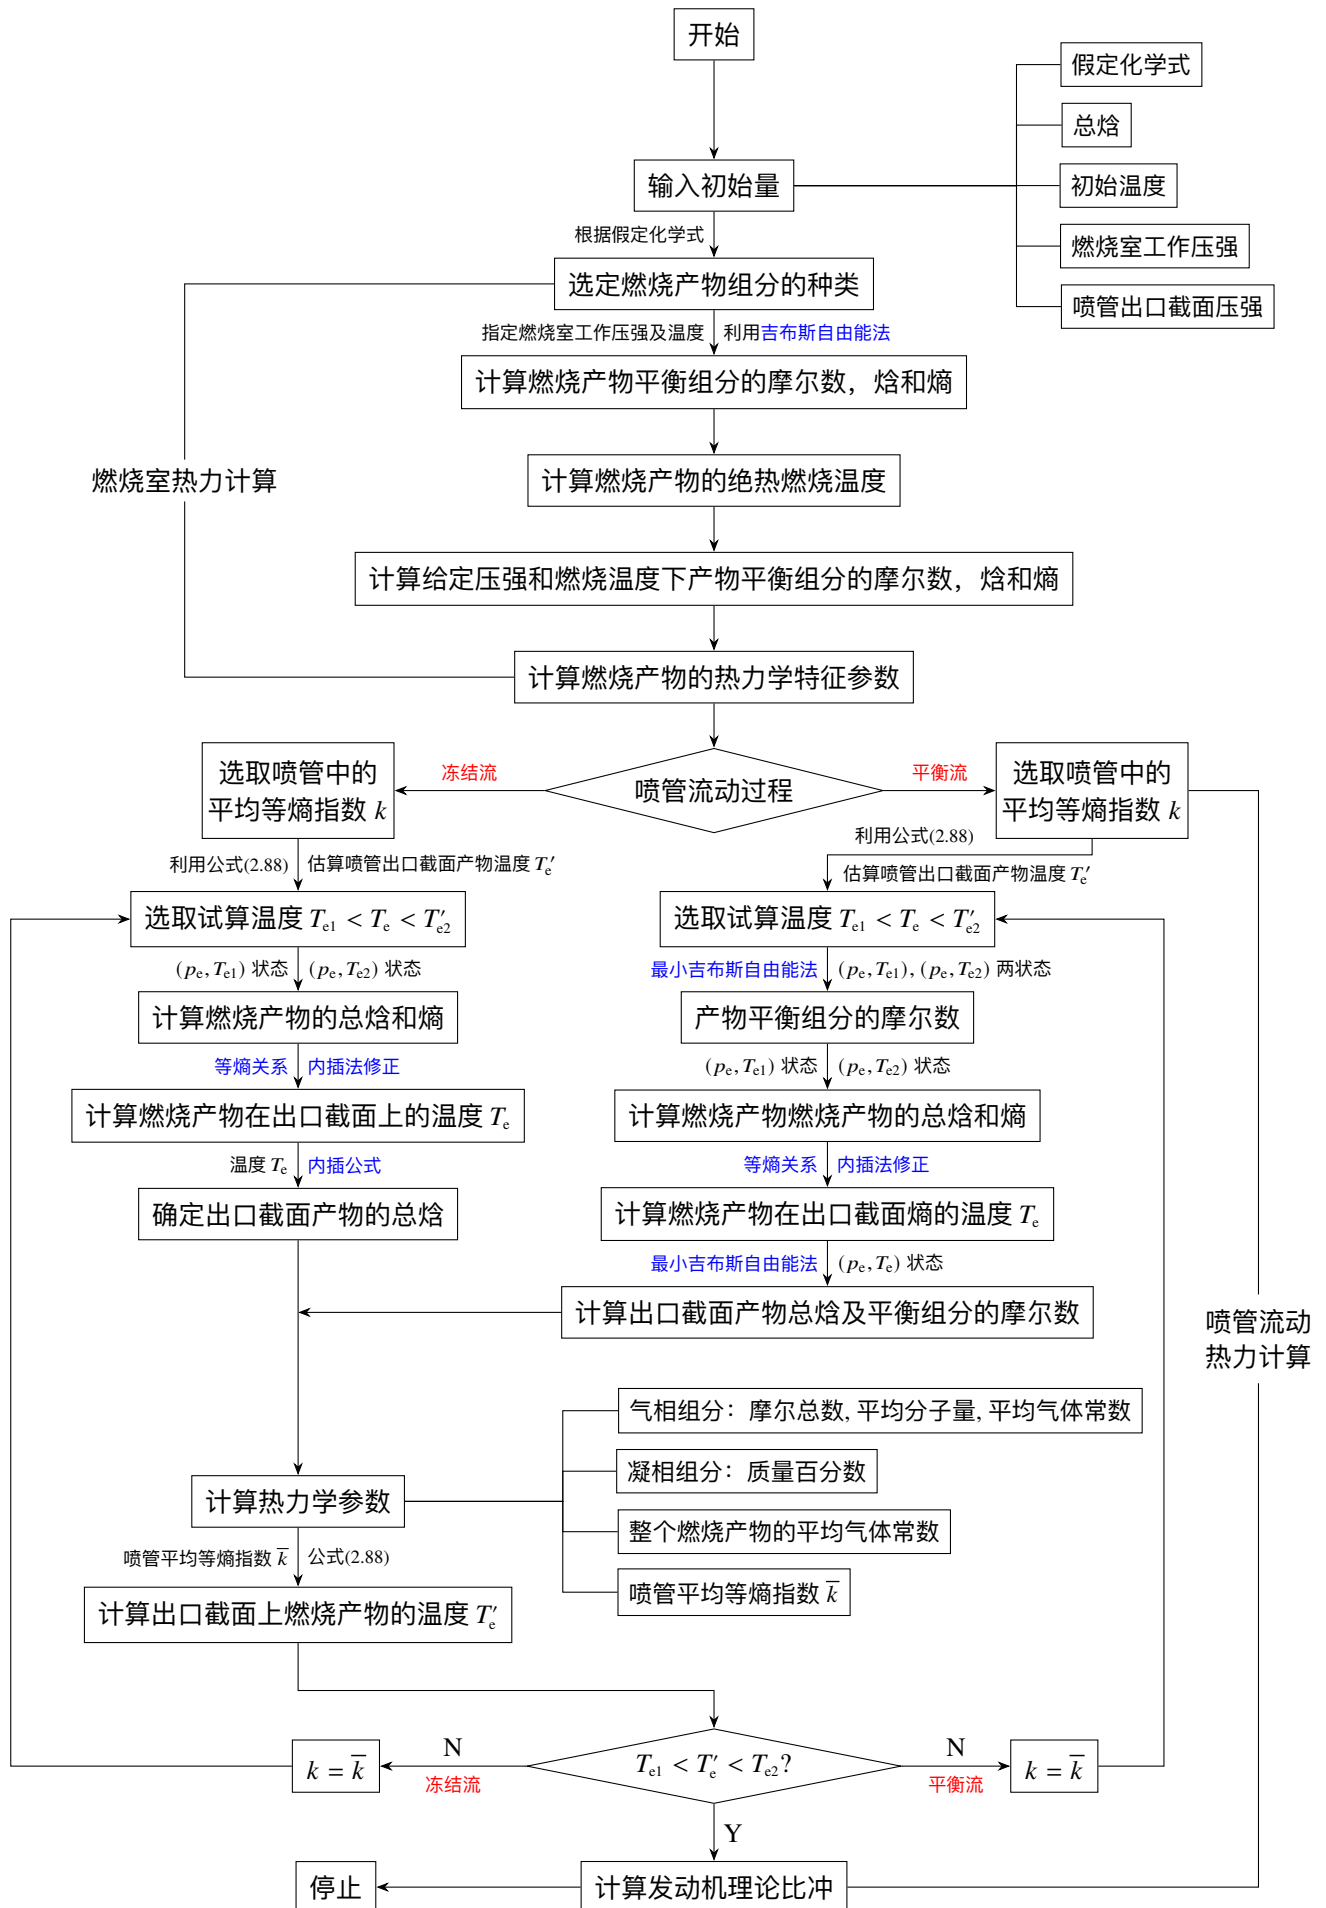 开始
假定化学式
总焓
输入初始量
初始温度
燃烧室工作压强
喷管出口截面压强
根据假定化学式
选定燃烧产物组分的种类
指定燃烧室工作压强及温度 利用吉布斯自由能法
计算燃烧产物平衡组分的摩尔数，焓和熵
燃烧室热力计算
计算燃烧产物的绝热燃烧温度
计算给定压强和燃烧温度下产物平衡组分的摩尔数，焓和熵
计算燃烧产物的热力学特征参数
选取喷管中的
平均等熵指数 k
冻结流
喷管流动过程
平衡流
选取喷管中的
平均等熵指数 k
利用公式(2.88) 估算喷管出口截面产物温度 Tₑ′
利用公式(2.88)
估算喷管出口截面产物温度 Tₑ′
选取试算温度 Tₑ₁ < Tₑ < T′ₑ₂
选取试算温度 Tₑ₁ < Tₑ < T′ₑ₂
(pₑ, Tₑ₁) 状态 (pₑ, Tₑ₂) 状态
最小吉布斯自由能法 (pₑ, Tₑ₁), (pₑ, Tₑ₂) 两状态
计算燃烧产物的总焓和熵
产物平衡组分的摩尔数
等熵关系 内插法修正
(pₑ, Tₑ₁) 状态 (pₑ, Tₑ₂) 状态
计算燃烧产物在出口截面上的温度 Tₑ
计算燃烧产物燃烧产物的总焓和熵
温度 Tₑ 内插公式
等熵关系 内插法修正
确定出口截面产物的总焓
计算燃烧产物在出口截面熵的温度 Tₑ
最小吉布斯自由能法 (pₑ, Tₑ) 状态
计算出口截面产物总焓及平衡组分的摩尔数
喷管流动
热力计算
气相组分：摩尔总数, 平均分子量, 平均气体常数
凝相组分：质量百分数
计算热力学参数
整个燃烧产物的平均气体常数
喷管平均等熵指数 k̅
喷管平均等熵指数 k̅ 公式(2.88)
计算出口截面上燃烧产物的温度 Tₑ′
k = k̅
N
冻结流
Tₑ₁ < Tₑ′ < Tₑ₂?
N
平衡流
k = k̅
Y
停止
计算发动机理论比冲